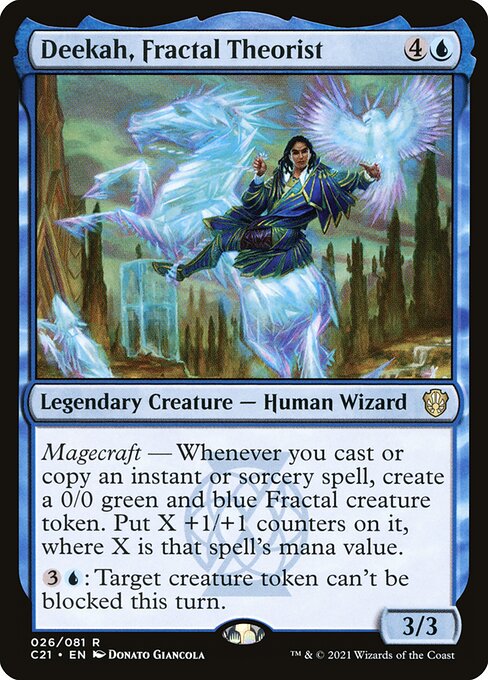 Deekah, Fractal Theorist 4
Legendary Creature — Human Wizard
Magecraft — Whenever you cast or
copy an instant or sorcery spell, create
a 0/0 green and blue Fractal creature
token. Put X +1/+1 counters on it,
where X is that spell's mana value.
3: Target creature token can't be
blocked this turn.
3/3
026/081 R
C21 • EN Donato Giancola
™ & © 2021 Wizards of the Coast